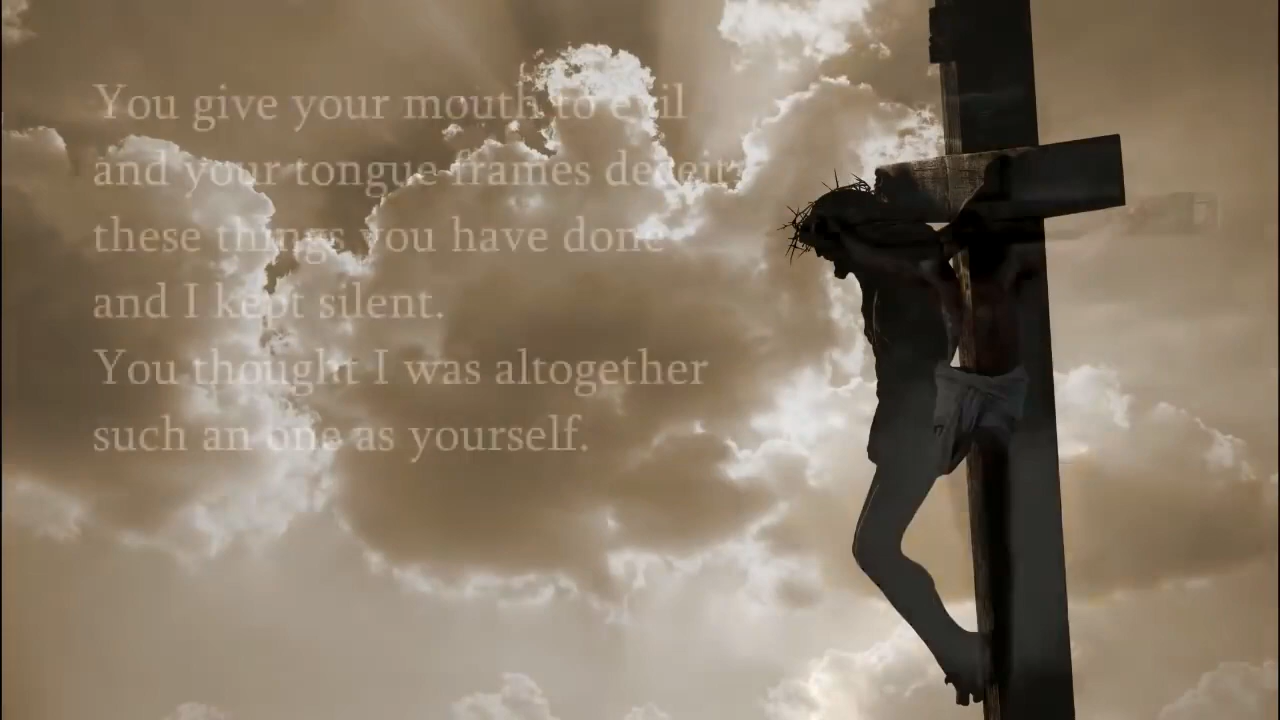 You give your mouth to evil
and your tongue frames deceit
these things you have done
and I kept silent.
You thought I was altogether
such an one as yourself.